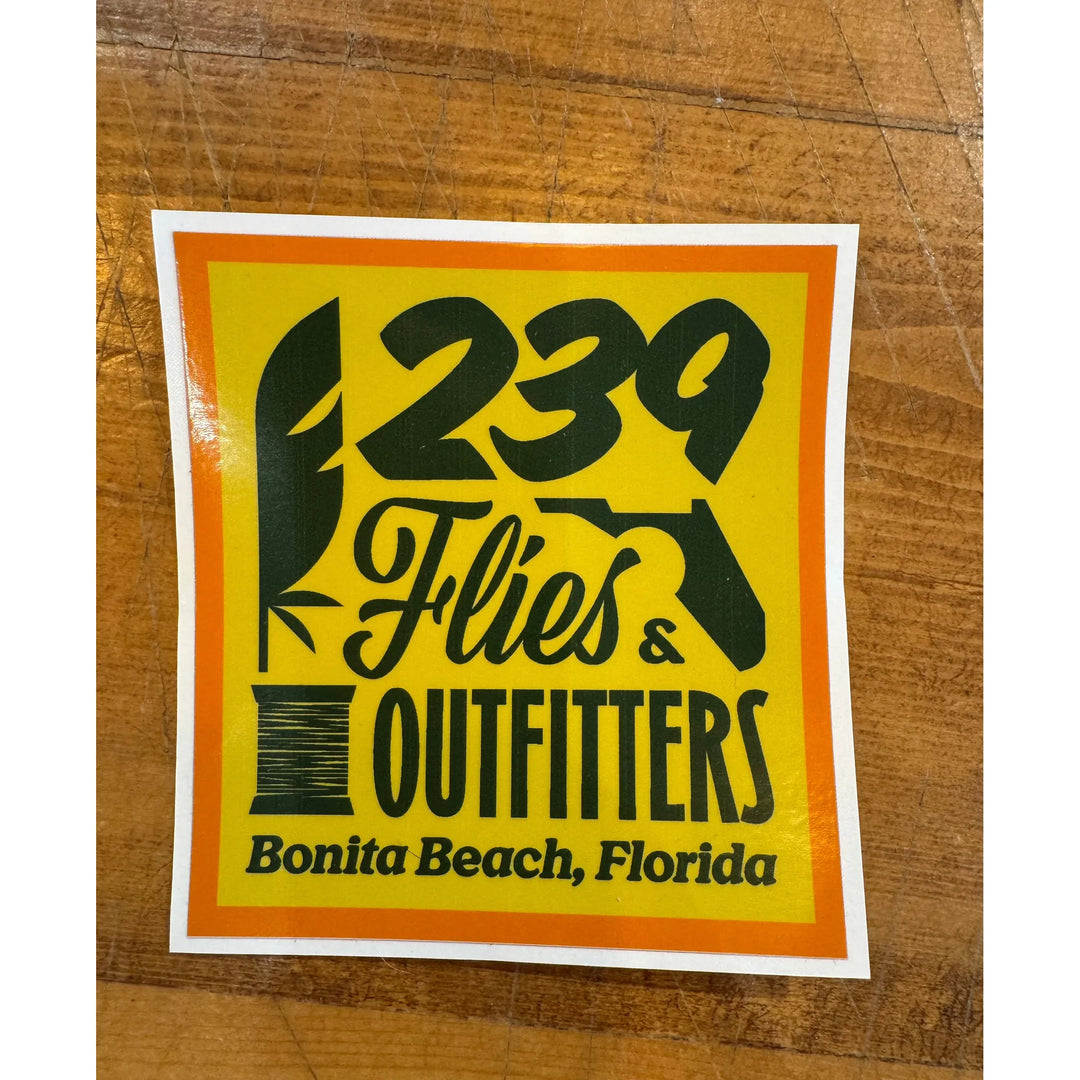 239
Flies &
OUTFITTERS
Bonita Beach, Florida